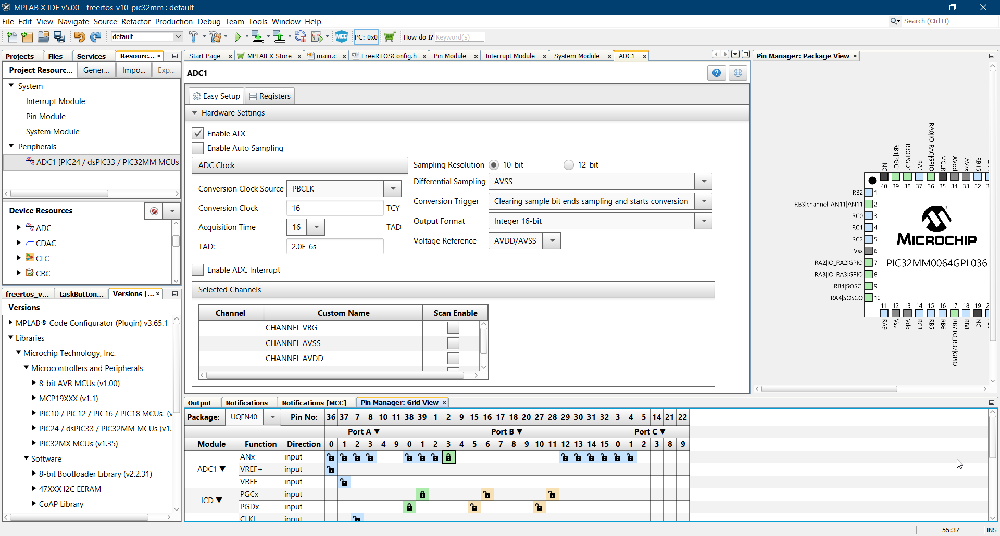 MPLAB X IDE v5.00 - freertos_v10_pic32mm : default
File Edit View Navigate Source Refactor Production Debug Team Tools Window Help
Search (Ctrl+I)
default
MCC
PC: 0x0
How do I?
Keyword(s)
Projects Files Services Resourc...
Project Resourc... Gener... Impo... Exp...
System
Interrupt Module
Pin Module
System Module
Peripherals
ADC1 [PIC24 / dsPIC33 / PIC32MM MCUs
Device Resources
ADC
CDAC
CLC
CRC
freertos_v... taskButton... Versions [...
Versions
MPLAB® Code Configurator (Plugin) v3.65.1
Libraries
Microchip Technology, Inc.
Microcontrollers and Peripherals
8-bit AVR MCUs (v1.00)
MCP19XXX (v1.1)
PIC10 / PIC12 / PIC16 / PIC18 MCUs (v
PIC24 / dsPIC33 / PIC32MM MCUs (v1.
PIC32MX MCUs (v1.35)
Software
8-bit Bootloader Library (v2.2.31)
47XXX I2C EERAM
CoAP Library
Start Page MPLAB X Store main.c FreeRTOSConfig.h Pin Module Interrupt Module System Module ADC1
ADC1
Easy Setup Registers
Hardware Settings
Enable ADC
Enable Auto Sampling
ADC Clock
Conversion Clock Source PBCLK
Conversion Clock 16 TCY
Acquisition Time 16 TAD
TAD: 2.0E-6s
Sampling Resolution 10-bit 12-bit
Differential Sampling AVSS
Conversion Trigger Clearing sample bit ends sampling and starts conversion
Output Format Integer 16-bit
Voltage Reference AVDD/AVSS
Enable ADC Interrupt
Selected Channels
Channel Custom Name Scan Enable
CHANNEL VBG
CHANNEL AVSS
CHANNEL AVDD
Pin Manager: Package View
NC
RB1|PGC1
RB0|PGD1
RA1
RA0|IO_RA0|GPIO
MCLR
AVdd
AVss
RB15
40 39 38 37 36 35 34 33 32
RB2 1
RB3|channel_AN11|AN11 2
RC0 3
RC1 4
RC2 5
Vss 6
RA2|IO_RA2|GPIO 7
RA3|IO_RA3|GPIO 8
RB4|SOSCI 9
RA4|SOSCO 10
MICROCHIP
PIC32MM0064GPL036
11 12 13 14 15 16 17 18 19
RA9
Vss
Vdd
RC3
RB5
RB6
RB7|IO_RB7|GPIO
RB8
NC
Output Notifications Notifications [MCC] Pin Manager: Grid View
Package: UQFN40 Pin No: 36 37 7 8 10 11 38 39 1 2 9 15 16 17 18 20 27 28 29 30 31 32 3 4 5 14 21 22
Port A ▼ Port B ▼ Port C ▼
Module Function Direction 0 1 2 3 4 9 0 1 2 3 4 5 6 7 8 9 10 11 12 13 14 15 0 1 2 3 8 9
ADC1 ▼
ANx input
VREF+ input
VREF- input
ICD ▼
PGCx input
PGDx input
CLKI input
55:37 INS